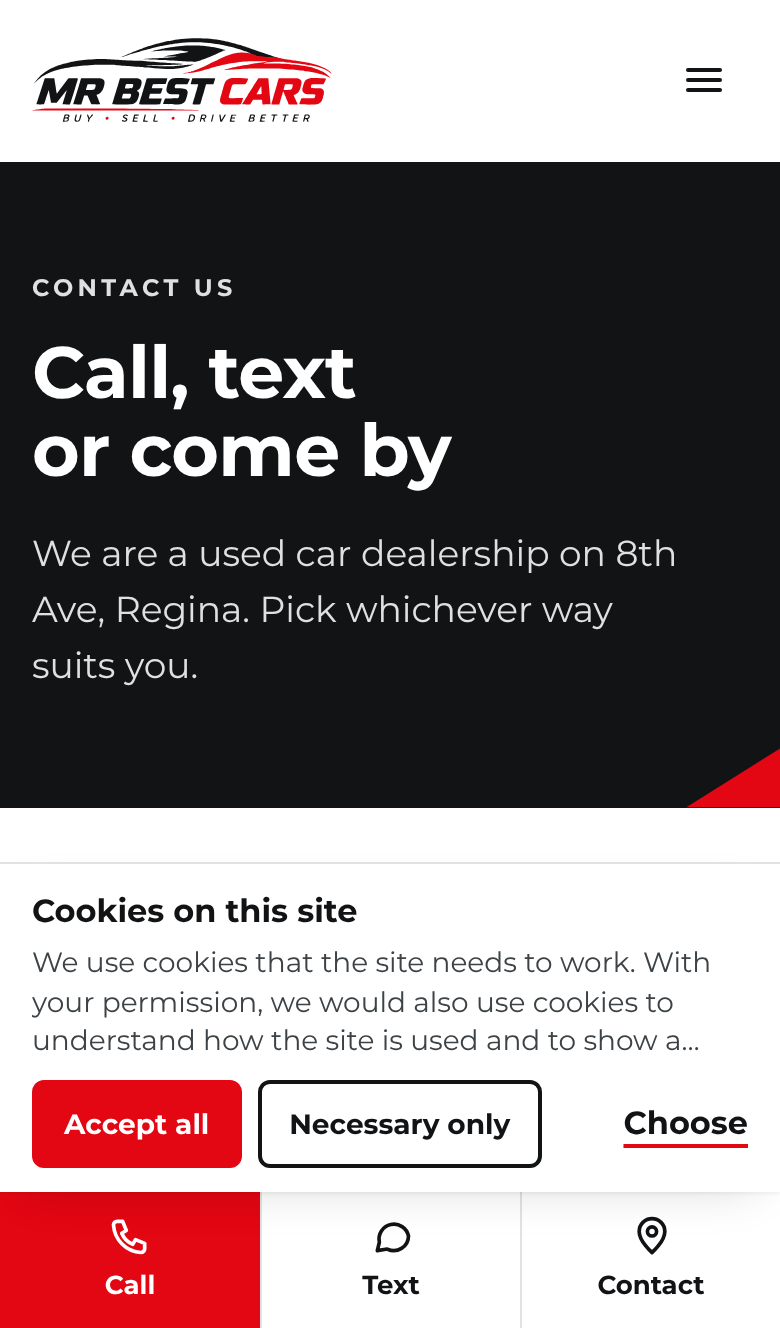 MR BEST CARS
BUY • SELL • DRIVE BETTER
CONTACT US
Call, text
or come by
We are a used car dealership on 8th
Ave, Regina. Pick whichever way
suits you.
Cookies on this site
We use cookies that the site needs to work. With
your permission, we would also use cookies to
understand how the site is used and to show a...
Accept all
Necessary only
Choose
Call
Text
Contact